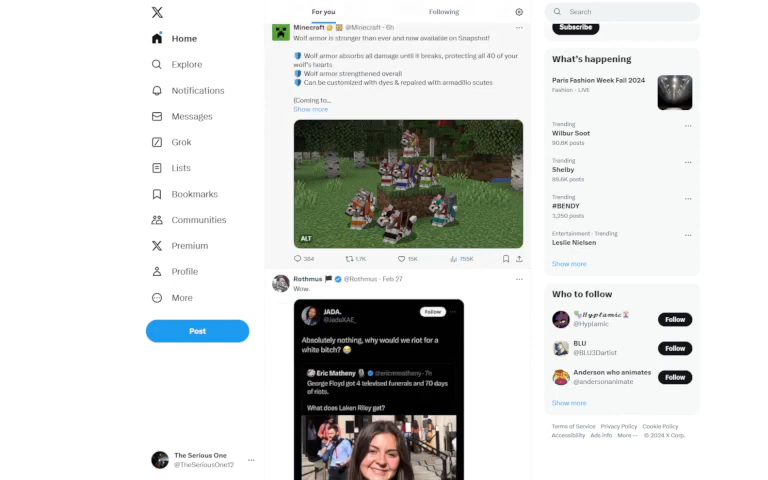 Home
Explore
Notifications
Messages
Grok
Lists
Bookmarks
Communities
Premium
Profile
More
Post
The Serious One
@TheSeriousOne12
For you
Following
Minecraft @Minecraft · 6h
Wolf armor is stronger than ever and now available on Snapshot!
Wolf armor absorbs all damage until it breaks, protecting all 40 of your
wolf's hearts
Wolf armor strengthened overall
Can be customized with dyes & repaired with armadillo scutes
(Coming to...
Show more
ALT
384
1.7K
15K
755K
Rothmus @Rothmus · Feb 27
Wow.
JADA.
@JadaXAE_
Follow
Absolutely nothing, why would we riot for a
white bitch?
Eric Matheny @ericmmatheny · 7h
George Floyd got 4 televised funerals and 70 days
of riots.
What does Laken Riley get?
Search
Subscribe
What's happening
Paris Fashion Week Fall 2024
Fashion · LIVE
Trending
Wilbur Soot
90.6K posts
Trending
Shelby
89.6K posts
Trending
#BENDY
3,250 posts
Entertainment · Trending
Leslie Nielsen
Show more
Who to follow
Hyptamic
@Hyptamic
Follow
BLU
@BLU3Dartist
Follow
Anderson who animates
@andersonanimate
Follow
Show more
Terms of Service Privacy Policy Cookie Policy
Accessibility Ads info More ··· © 2024 X Corp.